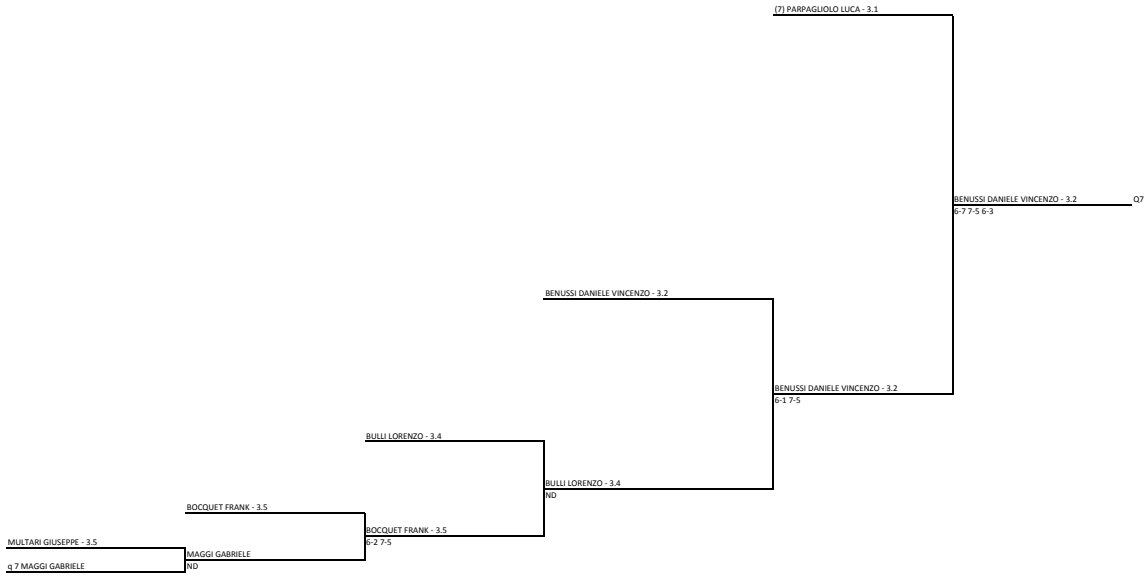 (7) PARPAGLIOLO LUCA - 3.1
BENUSSI DANIELE VINCENZO - 3.2
Q7
6-7 7-5 6-3
BENUSSI DANIELE VINCENZO - 3.2
BENUSSI DANIELE VINCENZO - 3.2
6-1 7-5
BULLI LORENZO - 3.4
BULLI LORENZO - 3.4
ND
BOCQUET FRANK - 3.5
BOCQUET FRANK - 3.5
6-2 7-5
MULTARI GIUSEPPE - 3.5
MAGGI GABRIELE
q 7 MAGGI GABRIELE
ND